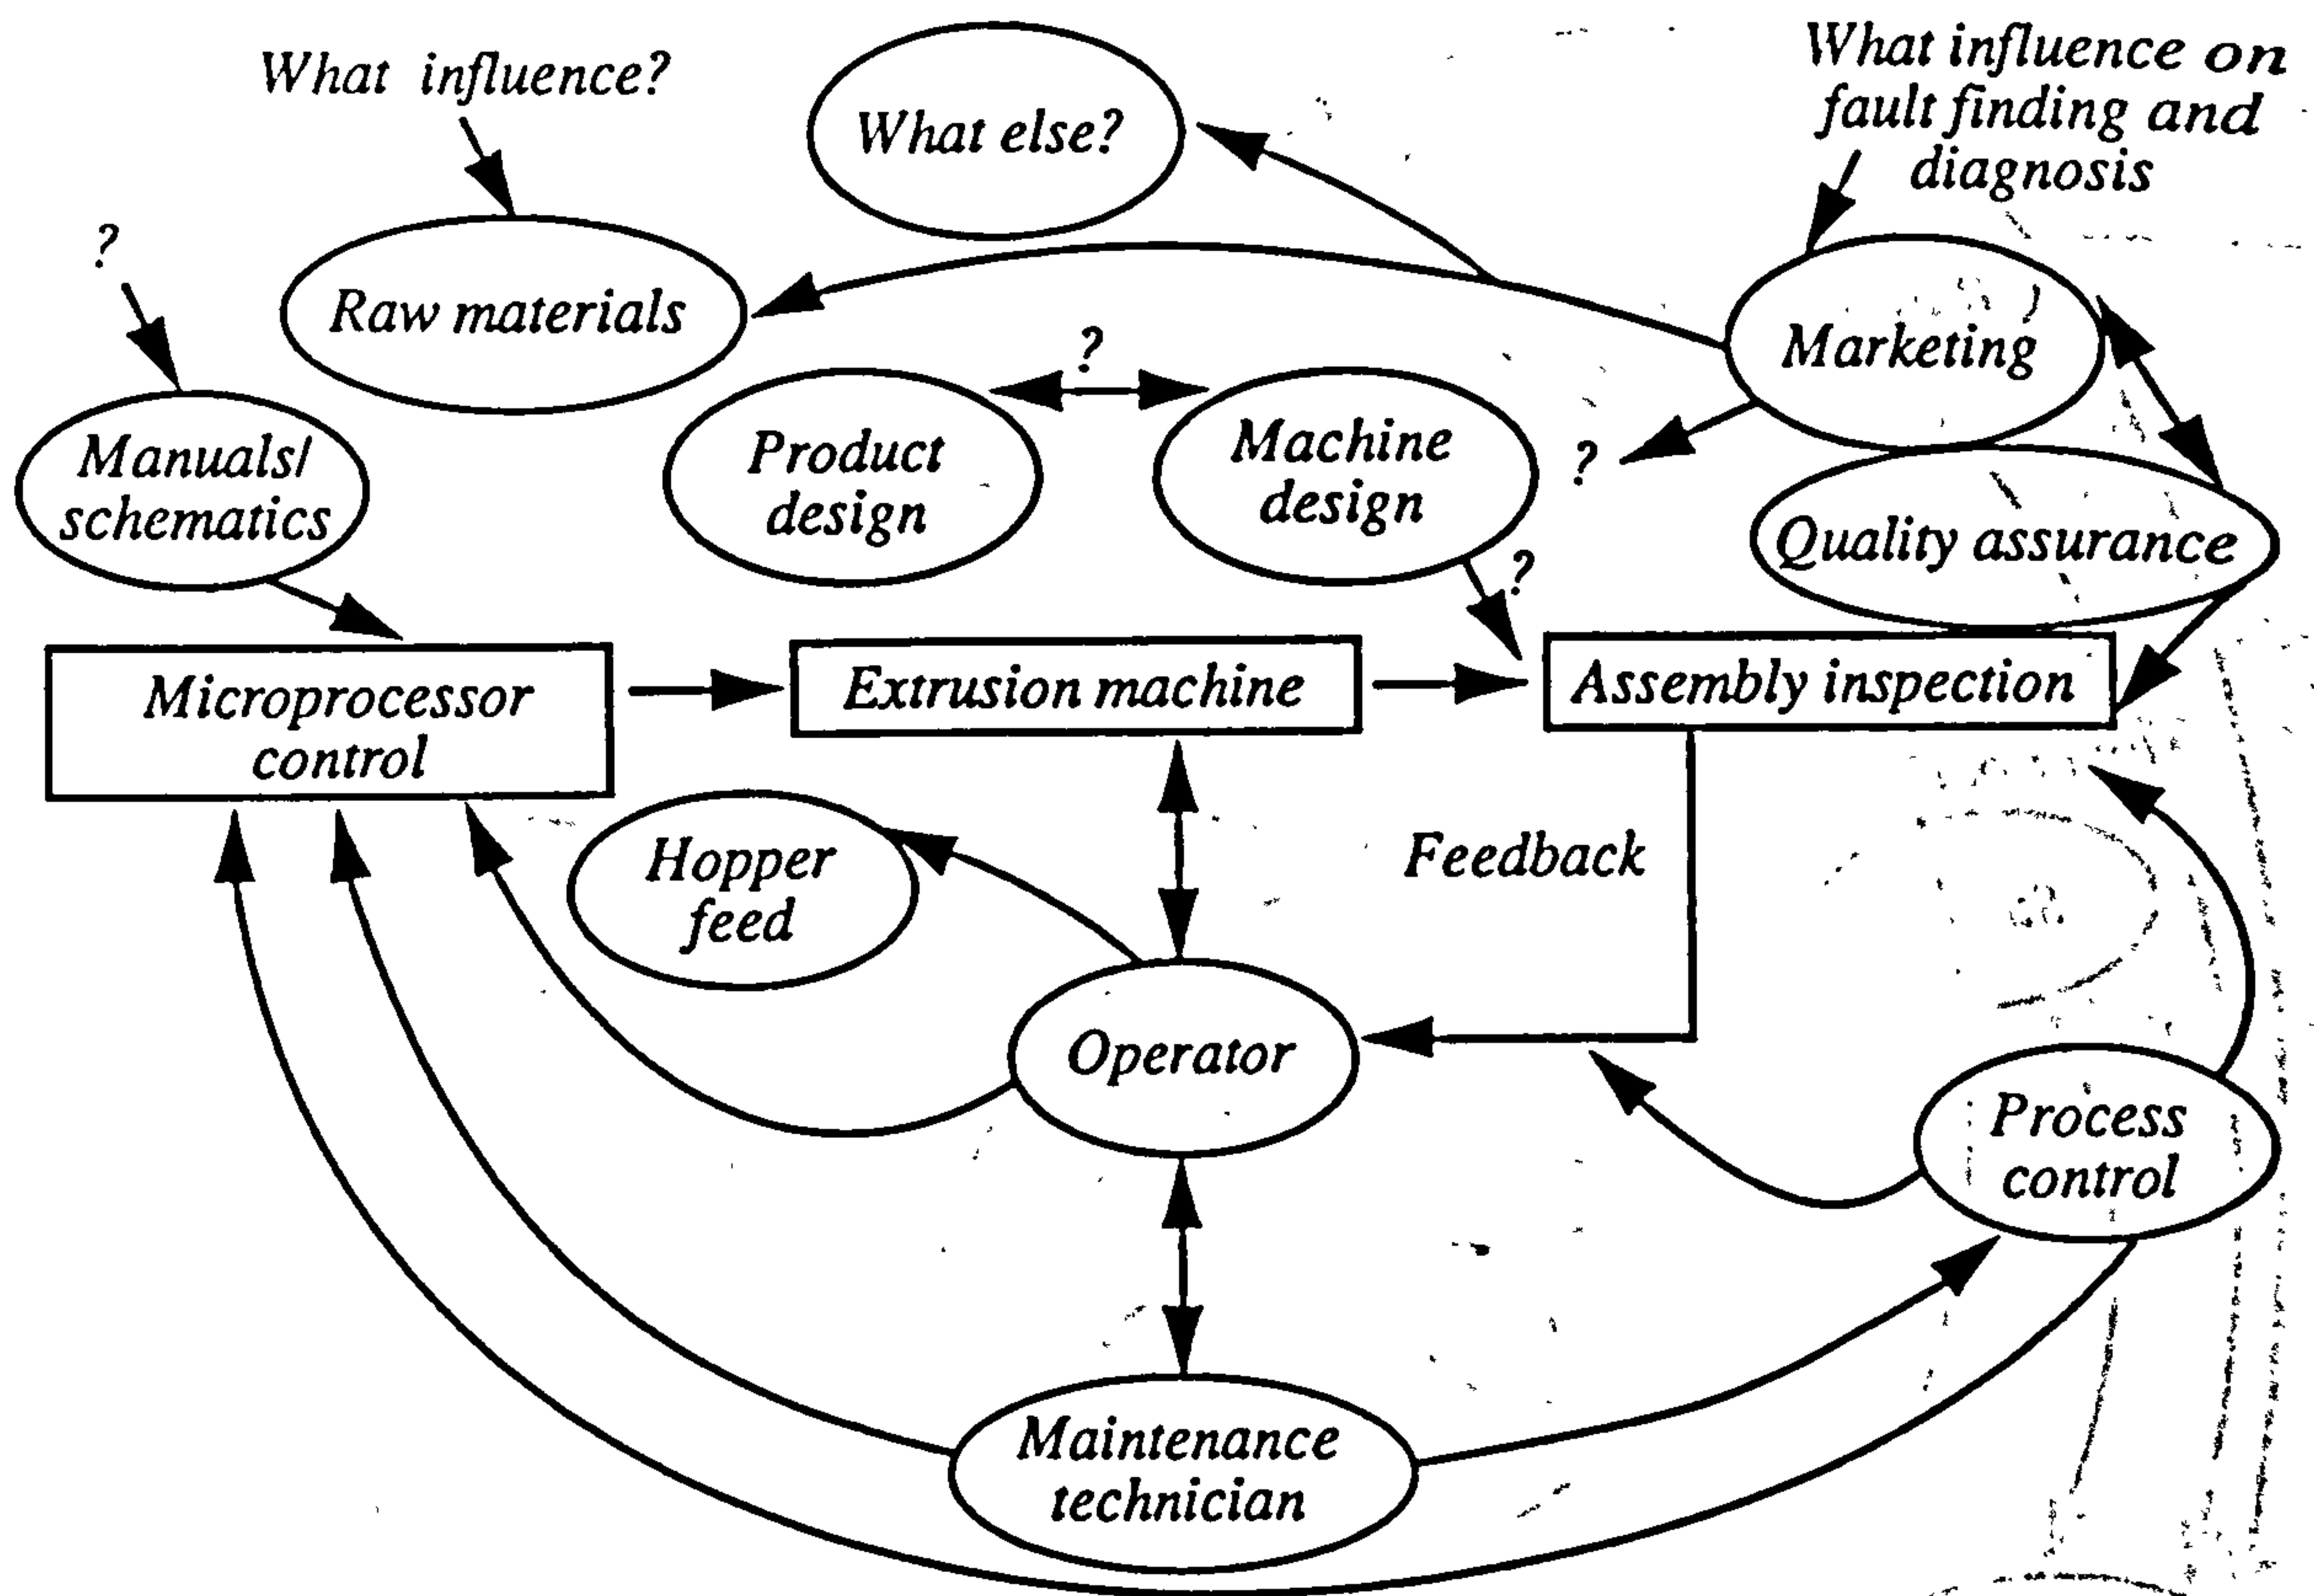 What influence?
What else?
What influence on
fault finding and
diagnosis
?
Raw materials
?
Marketing
Manuals/
schematics
Product
design
Machine
design
?
?
Quality assurance
Microprocessor
control
Extrusion machine
Assembly inspection
Hopper
feed
Feedback
Operator
Process
control
Maintenance
technician